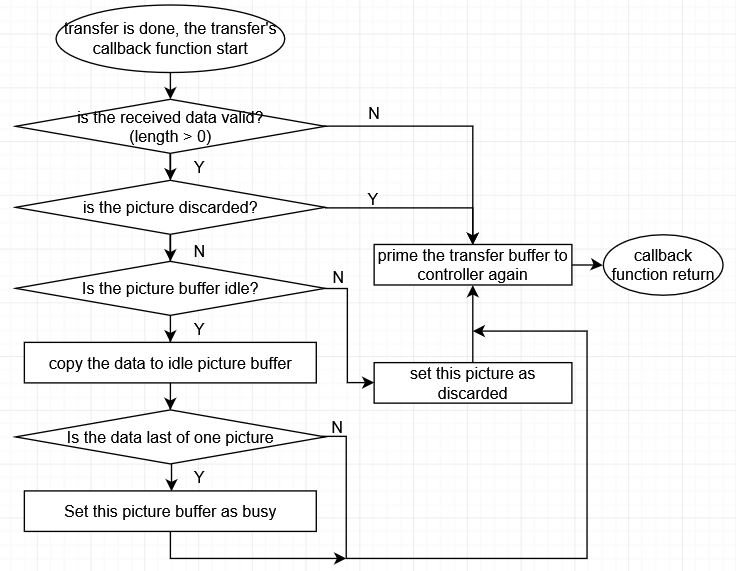 transfer is done, the transfer's
callback function start
is the received data valid?
(length > 0)
N
Y
is the picture discarded?
Y
N
prime the transfer buffer to
controller again
callback
function return
Is the picture buffer idle?
N
Y
copy the data to idle picture buffer
set this picture as
discarded
Is the data last of one picture
N
Y
Set this picture buffer as busy